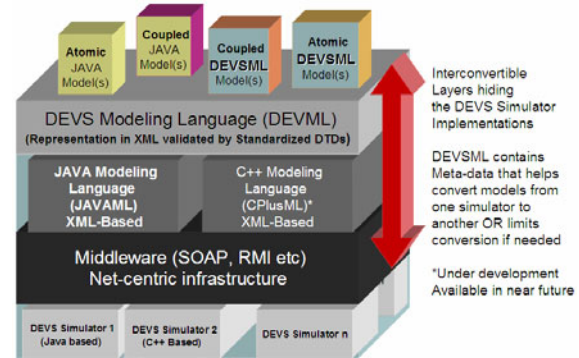 Atomic
JAVA
Model(s)
Coupled
JAVA
Model(s)
Coupled
DEVSML
Model(s)
Atomic
DEVSML
Model(s)
DEVS Modeling Language (DEVML)
(Representation in XML validated by Standardized DTDs)
JAVA Modeling
Language
(JAVAML)
XML-Based
C++ Modeling
Language
(CPlusML)*
XML-Based
Middleware (SOAP, RMI etc)
Net-centric infrastructure
DEVS Simulator 1
(Java based)
DEVS Simulator 2
(C++ Based)
DEVS Simulator n
Interconvertible
Layers hiding
the DEVS Simulator
Implementations
DEVSML contains
Meta-data that helps
convert models from
one simulator to
another OR limits
conversion if needed
*Under development
Available in near future